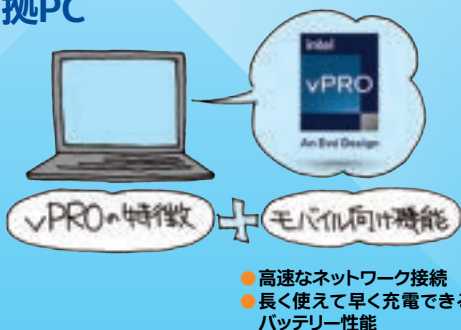 拠PC
intel
vPRO
An Evo Design
vPROの特徴
モバイル向け機能
●高速なネットワーク接続
●長く使えて早く充電できる
バッテリー性能